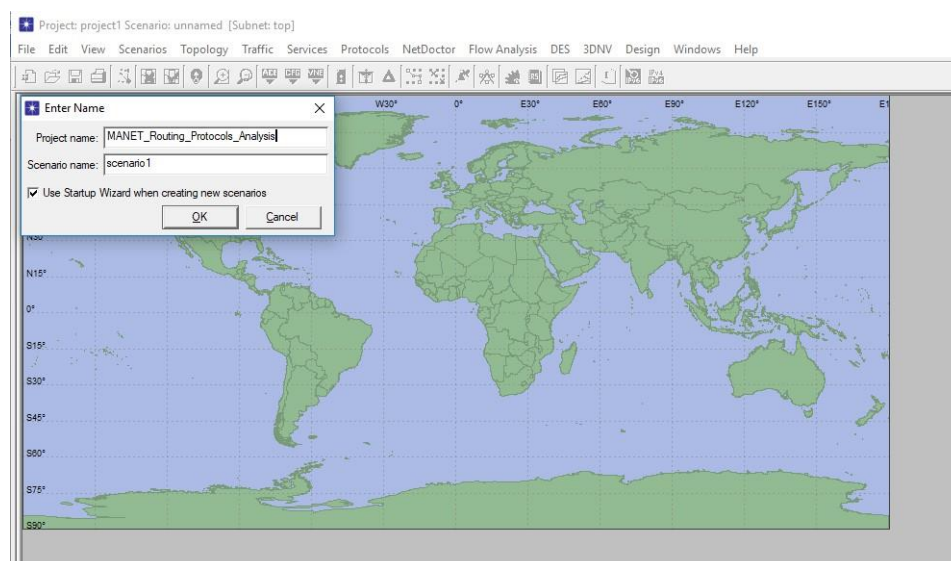 Project: project1 Scenario: unnamed [Subnet: top]
File Edit View Scenarios Topology Traffic Services Protocols NetDoctor Flow Analysis DES 3DNV Design Windows Help
Enter Name
Project name: MANET_Routing_Protocols_Analysis
Scenario name: scenario1
Use Startup Wizard when creating new scenarios
OK Cancel
W30° 0° E30° E60° E90° E120° E150° E1
N30°
N15°
0°
S15°
S30°
S45°
S60°
S75°
S90°